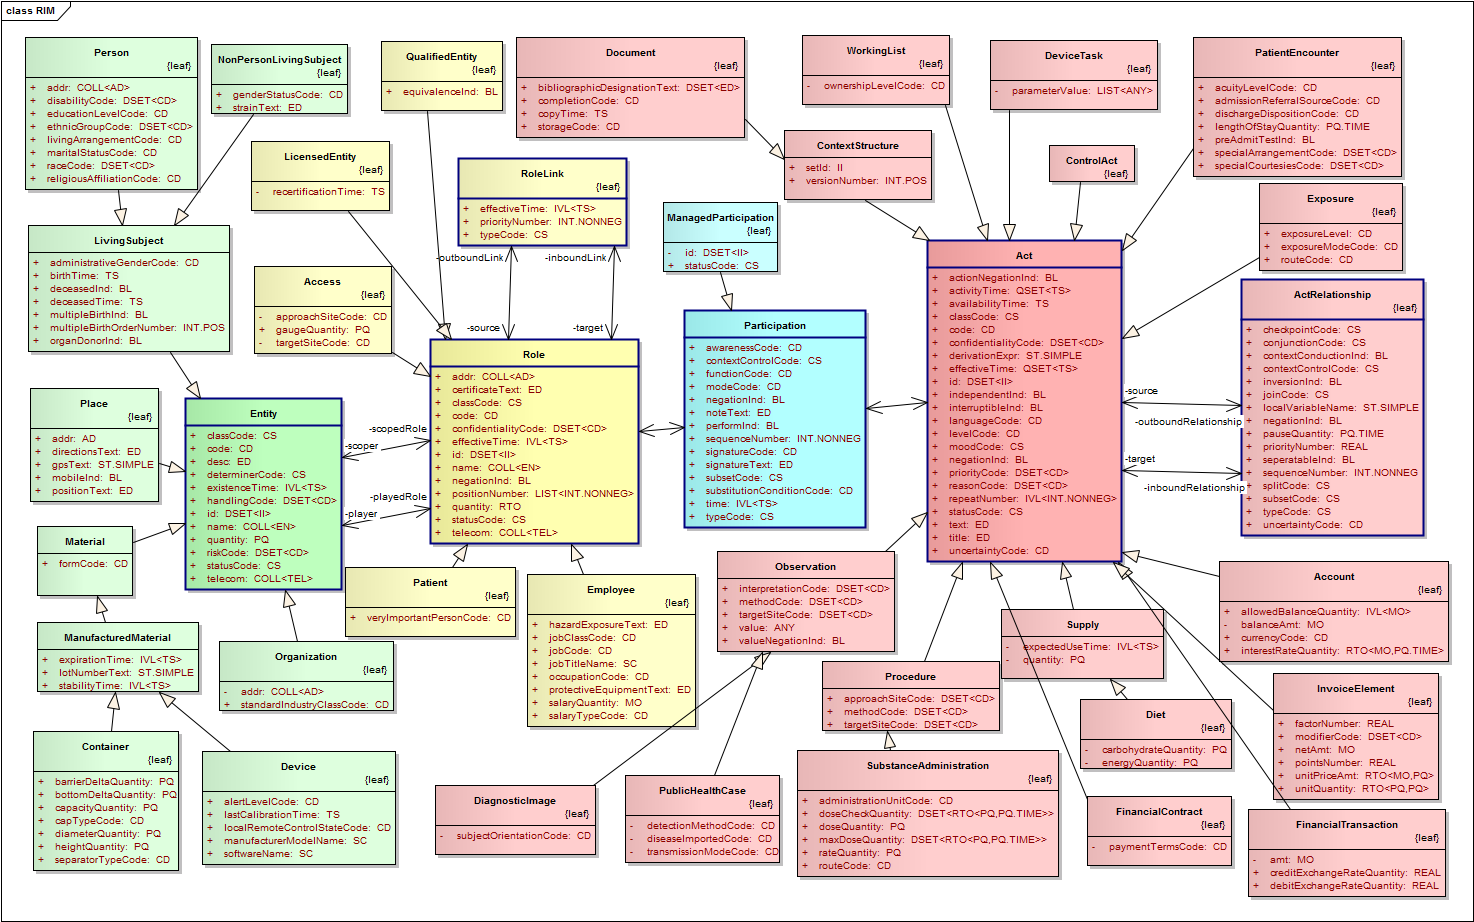 class RIM
Person
{leaf}
+ addr: COLL<AD>
+ disabilityCode: DSET<CD>
+ educationLevelCode: CD
+ ethnicGroupCode: DSET<CD>
+ livingArrangementCode: CD
+ maritalStatusCode: CD
+ raceCode: DSET<CD>
+ religiousAffiliationCode: CD
NonPersonLivingSubject
{leaf}
+ genderStatusCode: CD
+ strainText: ED
QualifiedEntity
{leaf}
+ equivalenceInd: BL
Document
{leaf}
+ bibliographicDesignationText: DSET<ED>
+ completionCode: CD
+ copyTime: TS
+ storageCode: CD
WorkingList
{leaf}
- ownershipLevelCode: CD
DeviceTask
{leaf}
- parameterValue: LIST<ANY>
PatientEncounter
{leaf}
+ acuityLevelCode: CD
+ admissionReferralSourceCode: CD
+ dischargeDispositionCode: CD
+ lengthOfStayQuantity: PQ.TIME
+ preAdmitTestInd: BL
+ specialArrangementCode: DSET<CD>
+ specialCourtesiesCode: DSET<CD>
LicensedEntity
{leaf}
- recertificationTime: TS
RoleLink
{leaf}
+ effectiveTime: IVL<TS>
+ priorityNumber: INT.NONNEG
+ typeCode: CS
ContextStructure
+ setId: II
+ versionNumber: INT.POS
ControlAct
{leaf}
Exposure
{leaf}
+ exposureLevel: CD
+ exposureModeCode: CD
+ routeCode: CD
ManagedParticipation
{leaf}
- id: DSET<II>
+ statusCode: CS
LivingSubject
+ administrativeGenderCode: CD
+ birthTime: TS
+ deceasedInd: BL
+ deceasedTime: TS
+ multipleBirthInd: BL
+ multipleBirthOrderNumber: INT.POS
+ organDonorInd: BL
Access
{leaf}
- approachSiteCode: CD
+ gaugeQuantity: PQ
- targetSiteCode: CD
-outboundLink
-inboundLink
-source
-target
Role
+ addr: COLL<AD>
+ certificateText: ED
+ classCode: CS
+ code: CD
+ confidentialityCode: DSET<CD>
+ effectiveTime: IVL<TS>
+ id: DSET<II>
+ name: COLL<EN>
+ negationInd: BL
+ positionNumber: LIST<INT.NONNEG>
+ quantity: RTO
+ statusCode: CS
+ telecom: COLL<TEL>
Participation
+ awarenessCode: CD
+ contextControlCode: CS
+ functionCode: CD
+ modeCode: CD
+ negationInd: BL
+ noteText: ED
+ performInd: BL
+ sequenceNumber: INT.NONNEG
+ signatureCode: CD
+ signatureText: ED
+ subsetCode: CS
+ substitutionConditionCode: CD
+ time: IVL<TS>
+ typeCode: CS
Act
+ actionNegationInd: BL
+ activityTime: QSET<TS>
+ availabilityTime: TS
+ classCode: CS
+ code: CD
+ confidentialityCode: DSET<CD>
+ derivationExpr: ST.SIMPLE
+ effectiveTime: QSET<TS>
+ id: DSET<II>
+ independentInd: BL
+ interruptibleInd: BL
+ languageCode: CD
+ levelCode: CD
+ moodCode: CS
+ negationInd: BL
+ priorityCode: DSET<CD>
+ reasonCode: DSET<CD>
+ repeatNumber: IVL<INT.NONNEG>
+ statusCode: CS
+ text: ED
+ title: ED
+ uncertaintyCode: CD
ActRelationship
{leaf}
+ checkpointCode: CS
+ conjunctionCode: CS
+ contextConductionInd: BL
+ contextControlCode: CS
+ inversionInd: BL
+ joinCode: CS
+ localVariableName: ST.SIMPLE
+ negationInd: BL
+ pauseQuantity: PQ.TIME
+ priorityNumber: REAL
+ seperatableInd: BL
+ sequenceNumber: INT.NONNEG
+ splitCode: CS
+ subsetCode: CS
+ typeCode: CS
+ uncertaintyCode: CD
-source
-outboundRelationship
-target
-inboundRelationship
Place
{leaf}
+ addr: AD
+ directionsText: ED
+ gpsText: ST.SIMPLE
+ mobileInd: BL
+ positionText: ED
Entity
+ classCode: CS
+ code: CD
+ desc: ED
+ determinerCode: CS
+ existenceTime: IVL<TS>
+ handlingCode: DSET<CD>
+ id: DSET<II>
+ name: COLL<EN>
+ quantity: PQ
+ riskCode: DSET<CD>
+ statusCode: CS
+ telecom: COLL<TEL>
-scopedRole
-scoper
-playedRole
-player
Material
+ formCode: CD
ManufacturedMaterial
+ expirationTime: IVL<TS>
+ lotNumberText: ST.SIMPLE
+ stabilityTime: IVL<TS>
Organization
{leaf}
- addr: COLL<AD>
+ standardIndustryClassCode: CD
Patient
{leaf}
+ veryImportantPersonCode: CD
Employee
{leaf}
+ hazardExposureText: ED
+ jobClassCode: CD
+ jobCode: CD
+ jobTitleName: SC
+ occupationCode: CD
+ protectiveEquipmentText: ED
+ salaryQuantity: MO
+ salaryTypeCode: CD
Observation
+ interpretationCode: DSET<CD>
+ methodCode: DSET<CD>
+ targetSiteCode: DSET<CD>
+ value: ANY
+ valueNegationInd: BL
Procedure
+ approachSiteCode: DSET<CD>
+ methodCode: DSET<CD>
+ targetSiteCode: DSET<CD>
Supply
- expectedUseTime: IVL<TS>
- quantity: PQ
Account
{leaf}
+ allowedBalanceQuantity: IVL<MO>
- balanceAmt: MO
+ currencyCode: CD
+ interestRateQuantity: RTO<MO,PQ.TIME>
Container
{leaf}
+ barrierDeltaQuantity: PQ
+ bottomDeltaQuantity: PQ
+ capacityQuantity: PQ
+ capTypeCode: CD
+ diameterQuantity: PQ
+ heightQuantity: PQ
+ separatorTypeCode: CD
Device
{leaf}
+ alertLevelCode: CD
+ lastCalibrationTime: TS
+ localRemoteControlStateCode: CD
+ manufacturerModelName: SC
+ softwareName: SC
DiagnosticImage
{leaf}
- subjectOrientationCode: CD
PublicHealthCase
{leaf}
- detectionMethodCode: CD
- diseaseImportedCode: CD
- transmissionModeCode: CD
SubstanceAdministration
{leaf}
+ administrationUnitCode: CD
+ doseCheckQuantity: DSET<RTO<PQ,PQ.TIME>>
+ doseQuantity: PQ
+ maxDoseQuantity: DSET<RTO<PQ,PQ.TIME>>
+ rateQuantity: PQ
+ routeCode: CD
Diet
{leaf}
- carbohydrateQuantity: PQ
- energyQuantity: PQ
InvoiceElement
{leaf}
+ factorNumber: REAL
+ modifierCode: DSET<CD>
+ netAmt: MO
+ pointsNumber: REAL
+ unitPriceAmt: RTO<MO,PQ>
+ unitQuantity: RTO<PQ,PQ>
FinancialContract
{leaf}
- paymentTermsCode: CD
FinancialTransaction
{leaf}
- amt: MO
+ creditExchangeRateQuantity: REAL
+ debitExchangeRateQuantity: REAL